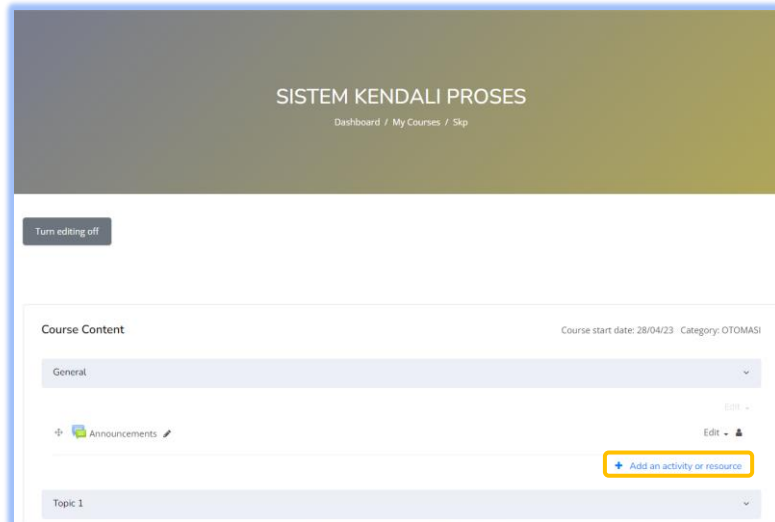 SISTEM KENDALI PROSES
Dashboard / My Courses / Skp
Turn editing off
Course Content
Course start date: 28/04/23 Category: OTOMASI
General
Edit
Announcements
Edit
+ Add an activity or resource
Topic 1